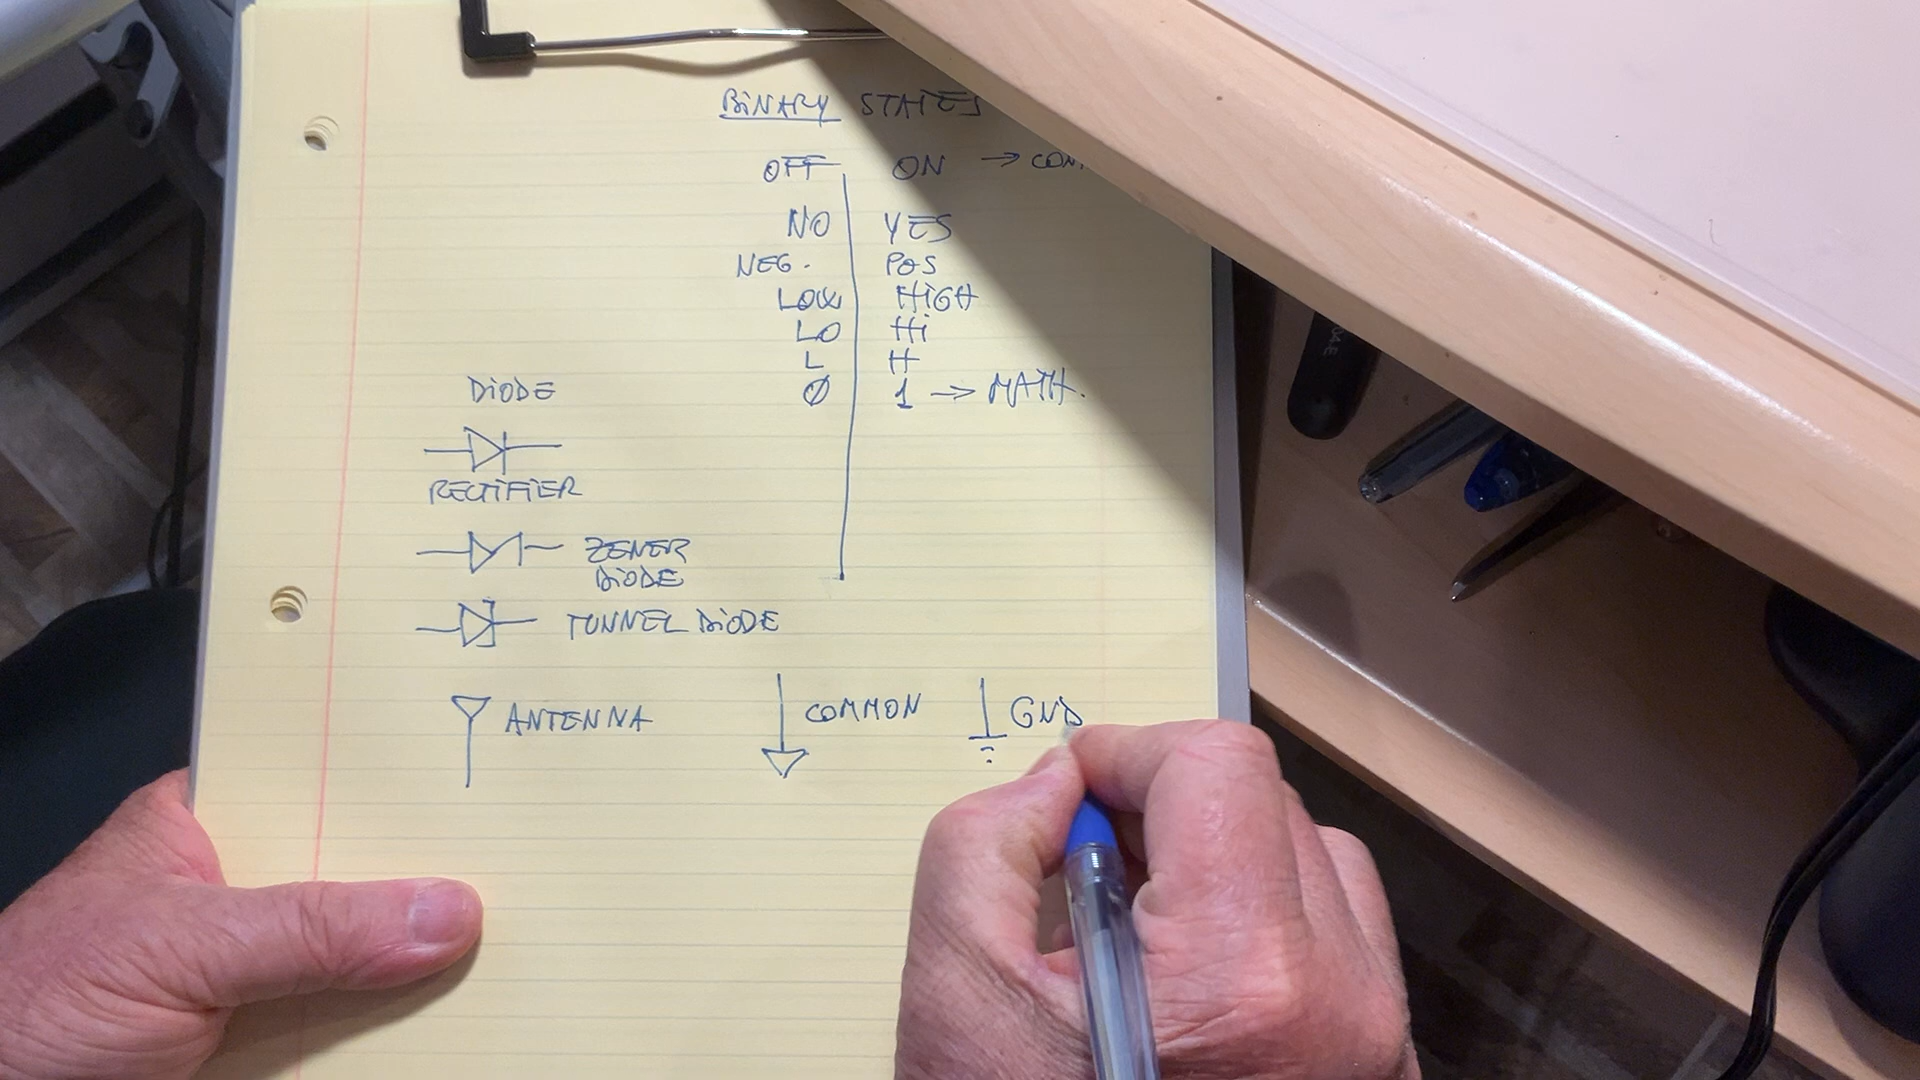 BINARY STATES
OFF ON →
NO YES
NEG. POS
LOW HIGH
LO Hi
L H
Ø 1 → MATH.
DIODE
RECTIFIER
ZENER
DIODE
TUNNEL DIODE
ANTENNA
COMMON
GND